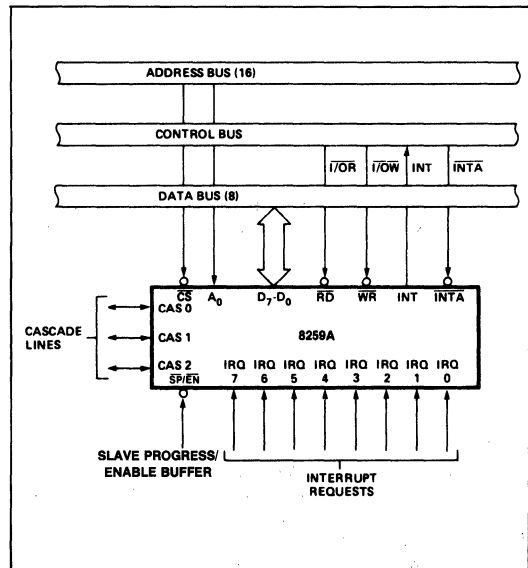 ADDRESS BUS (16)
CONTROL BUS
I/OR I/OW INT INTA
DATA BUS (8)
CS A0 D7-D0 RD WR INT INTA
CAS 0
CASCADE
LINES
CAS 1
8259A
CAS 2
SP/EN
IRQ IRQ IRQ IRQ IRQ IRQ IRQ IRQ
7 6 5 4 3 2 1 0
SLAVE PROGRESS/
ENABLE BUFFER
INTERRUPT
REQUESTS